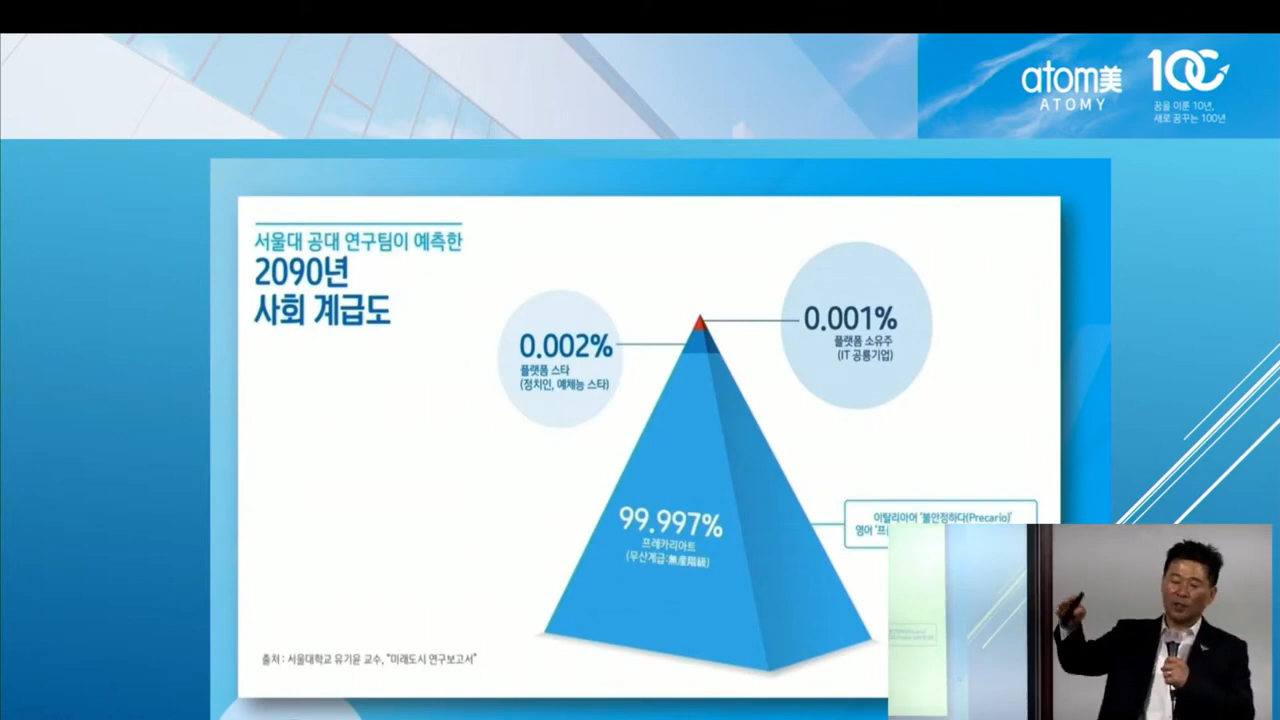 atom美
ATOMY
100
꿈을 이룬 10년,
새로 꿈꾸는 100년
서울대 공대 연구팀이 예측한
2090년
사회 계급도
0.001%
플랫폼 소유주
(IT 공룡기업)
0.002%
플랫폼 스타
(정치인, 예체능 스타)
99.997%
프레카리아트
(무산계급:無産階級)
이탈리아어 '불안정하다(Precario)'
영어
출처 : 서울대학교 유기윤 교수, "미래도시 연구보고서"